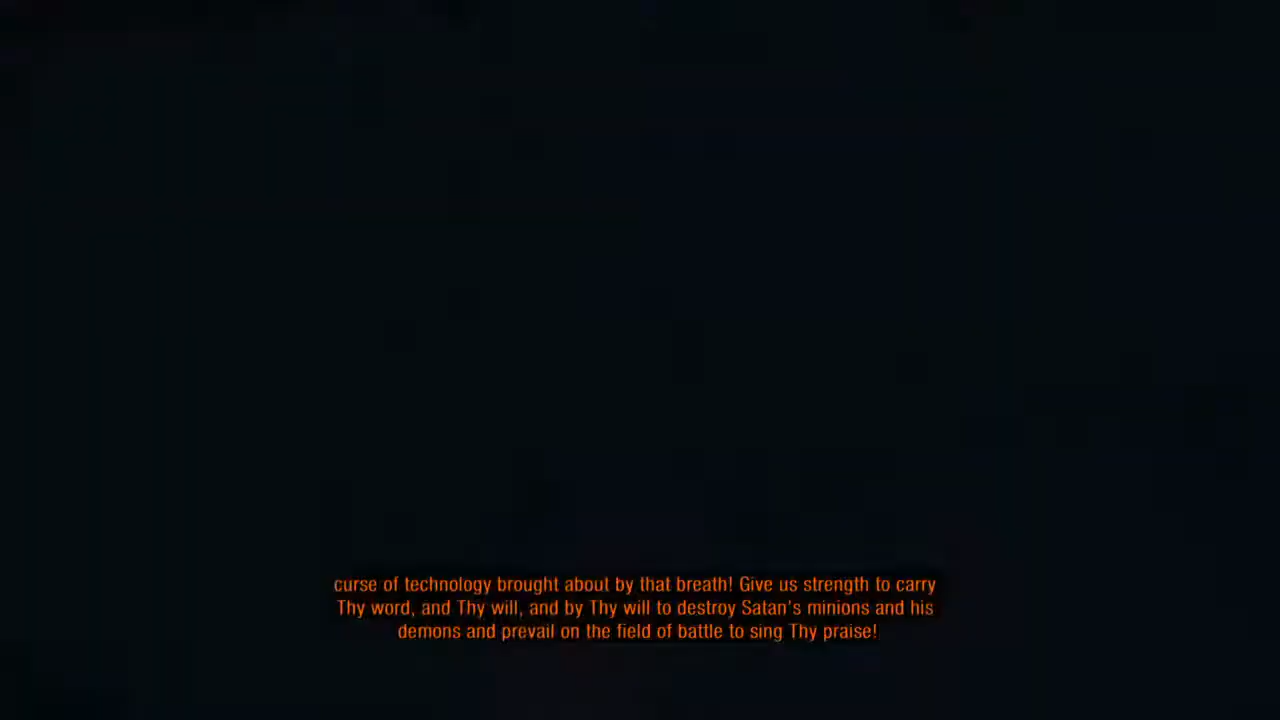 curse of technology brought about by that breath! Give us strength to carry
Thy word, and Thy will, and by Thy will to destroy Satan's minions and his
demons and prevail on the field of battle to sing Thy praise!